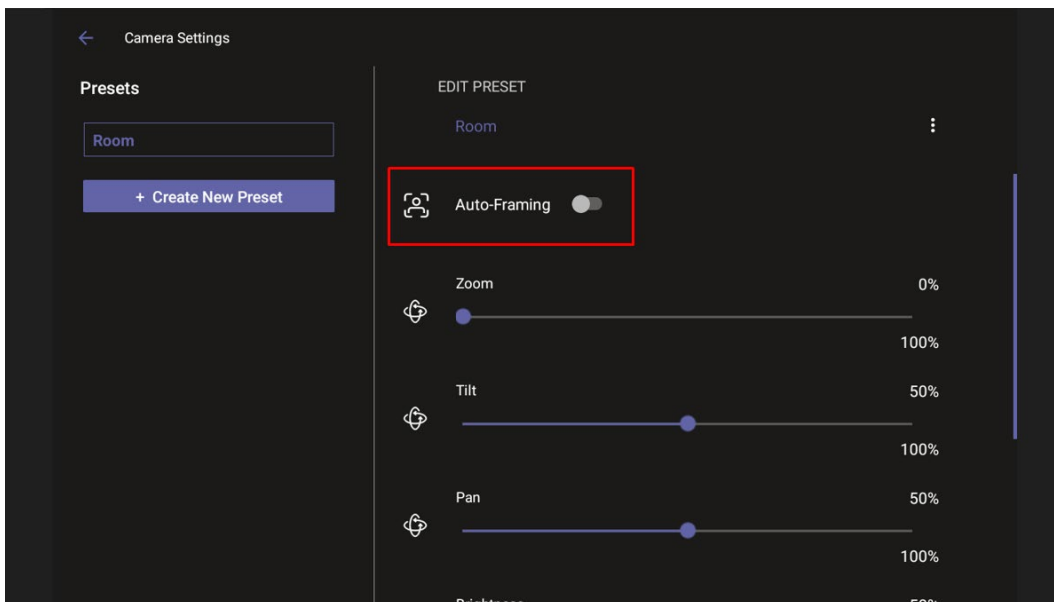 Camera Settings
Presets
Room
+ Create New Preset
EDIT PRESET
Room
Auto-Framing
Zoom
0%
100%
Tilt
50%
100%
Pan
50%
100%